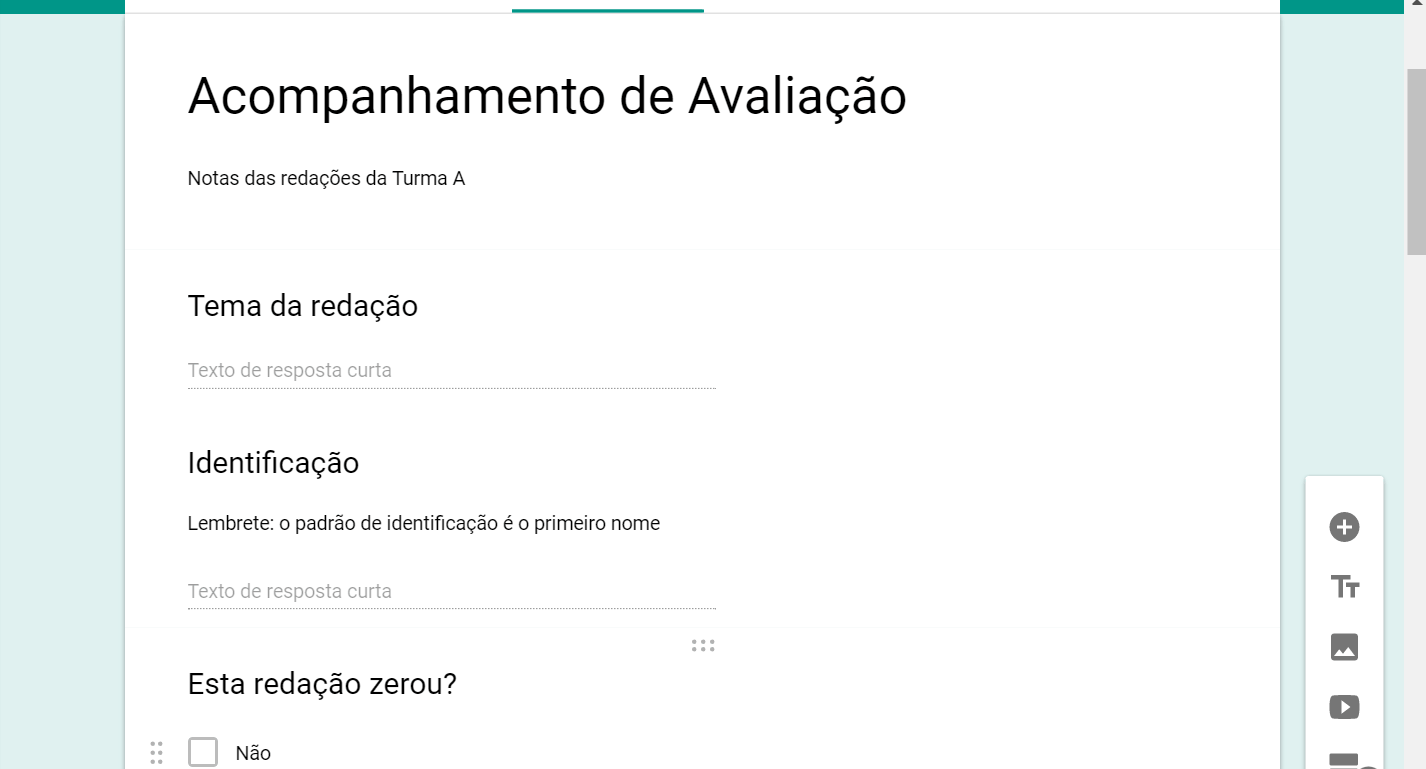 Acompanhamento de Avaliação
Notas das redações da Turma A
Tema da redação
Texto de resposta curta
Identificação
Lembrete: o padrão de identificação é o primeiro nome
Texto de resposta curta
Esta redação zerou?
Não